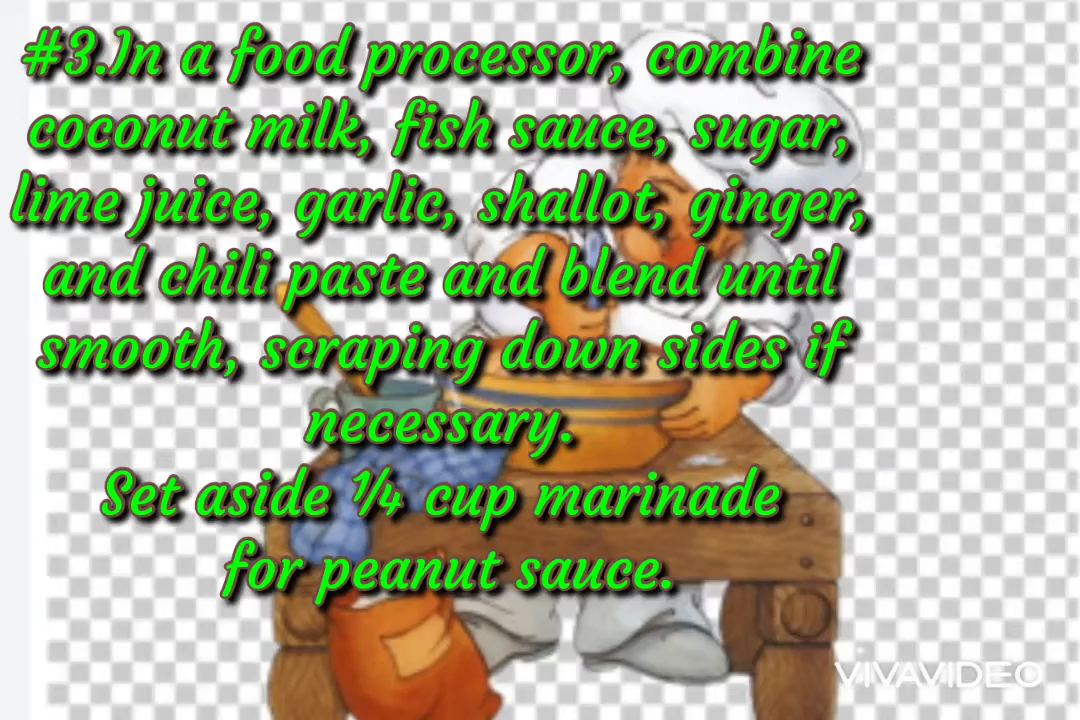 #3.In a food processor, combine
coconut milk, fish sauce, sugar,
lime juice, garlic, shallot, ginger,
and chili paste and blend until
smooth, scraping down sides if
necessary.
Set aside ¼ cup marinade
for peanut sauce.
VIVAVIDEO